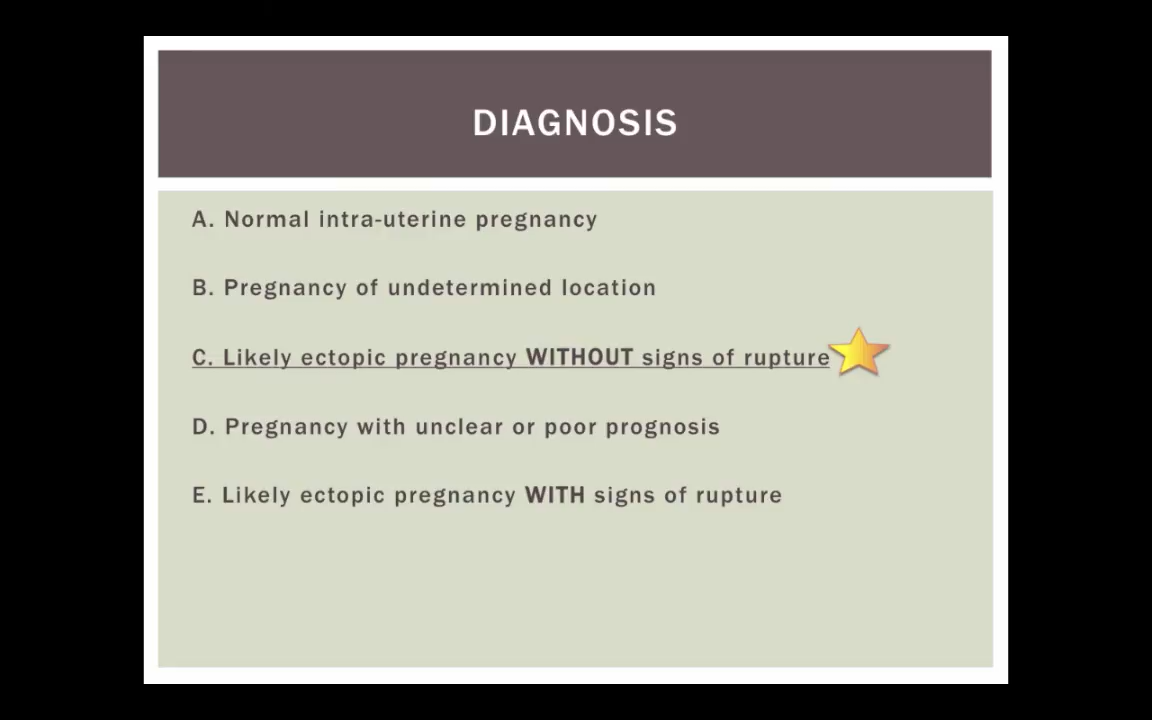 DIAGNOSIS
A. Normal intra-uterine pregnancy
B. Pregnancy of undetermined location
C. Likely ectopic pregnancy WITHOUT signs of rupture
D. Pregnancy with unclear or poor prognosis
E. Likely ectopic pregnancy WITH signs of rupture